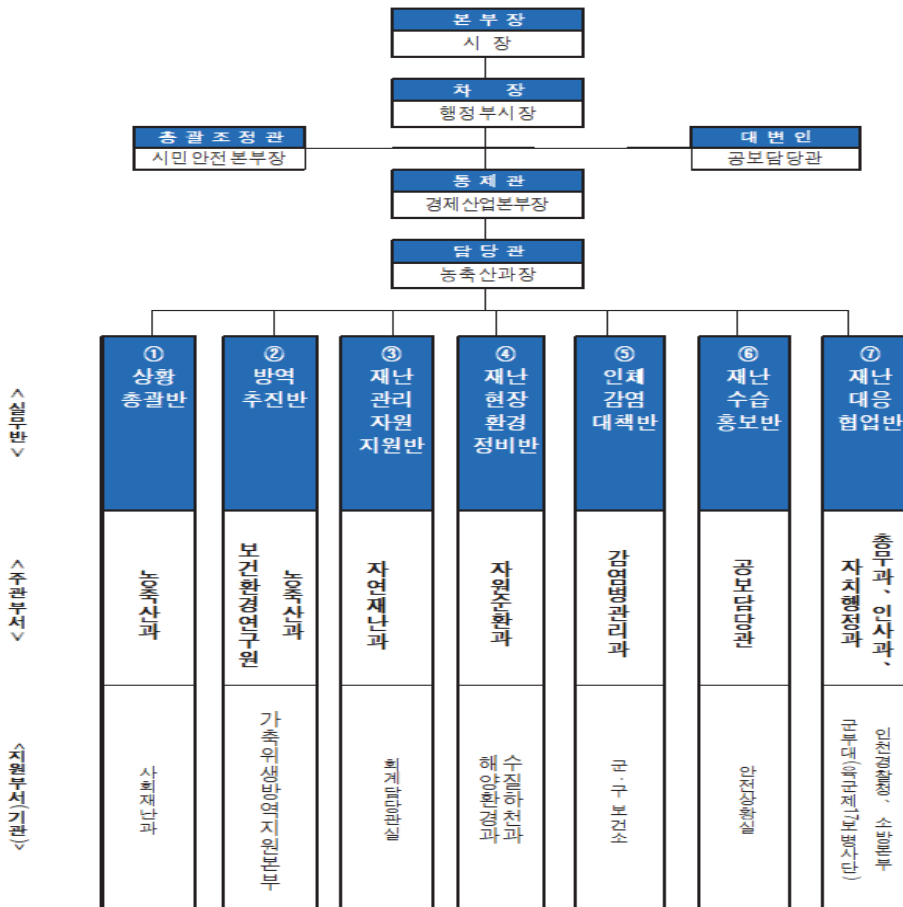 본 부 장
시 장
차 장
행정부시장
총 괄 조 정 관
시민안전본부장
대 변 인
공보담당관
통 제 관
경제산업본부장
담 당 관
농축산과장
<실무반>
①
상황
총괄반
②
방역
추진반
③
재난
관리
자원
지원반
④
재난
현장
환경
정비반
⑤
인체
감염
대책반
⑥
재난
수습
홍보반
⑦
재난
대응
협업반
<주관부서>
농축산과
농축산과
보건환경연구원
자연재난과
자원순환과
감염병관리과
공보담당관
총무과、인사과、
자치행정과
<지원부서(기관)>
사회재난과
가축위생방역지원본부
회계담당관실
수질하천과
해양환경과
군·구 보건소
안전상황실
인천경찰청、소방본부
군부대(육군제17보병사단)